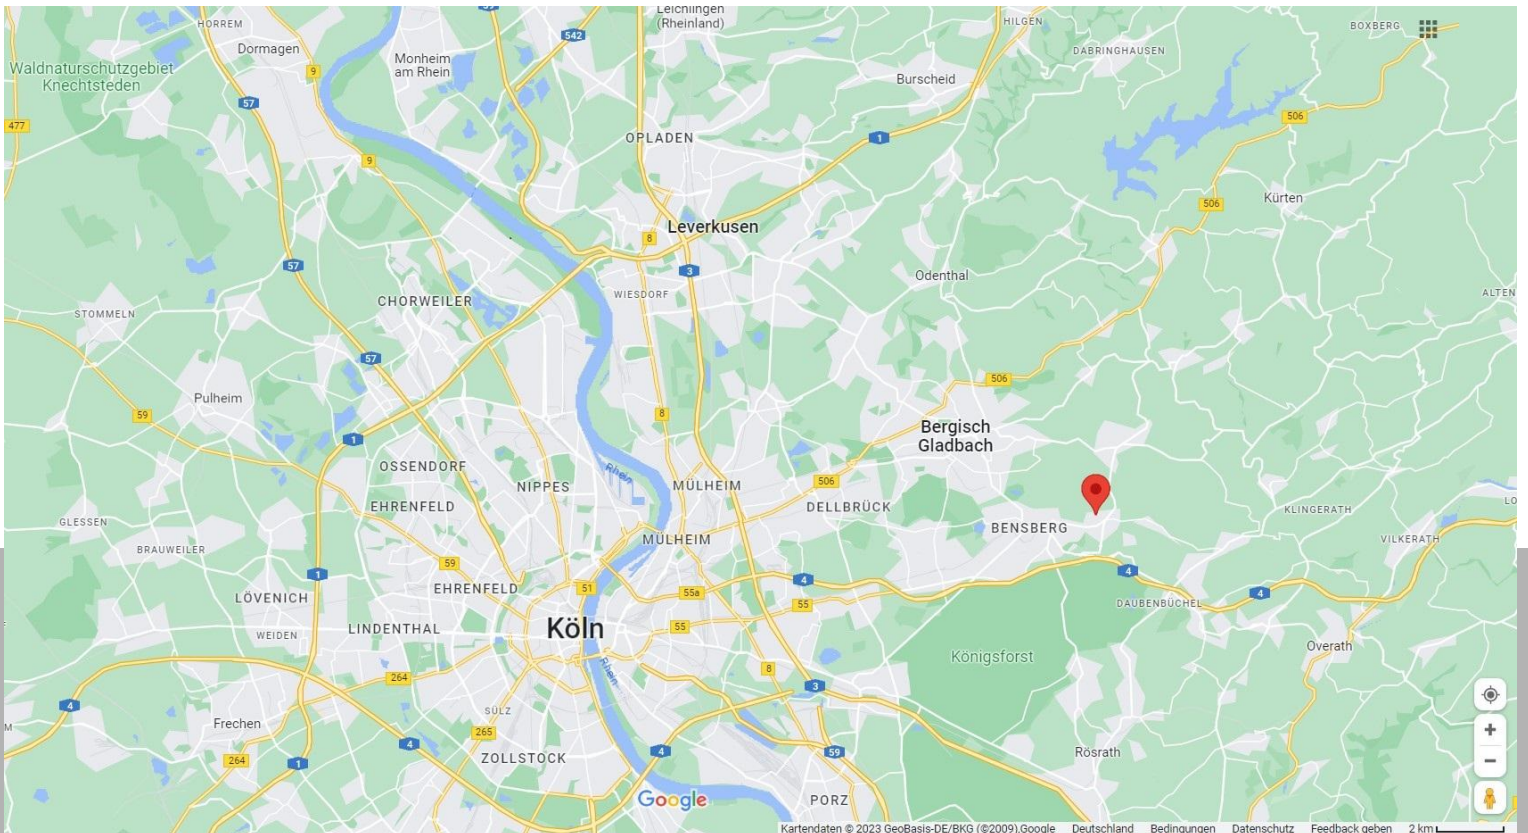 HORREM
Dormagen
Monheim
am Rhein
Leichlingen
(Rheinland)
HILGEN
BOXBERG
DABRINGHAUSEN
Waldnaturschutzgebiet
Knechtsteden
Burscheid
542
9
57
477
506
OPLADEN
1
9
Kürten
506
Leverkusen
8
57
3
Odenthal
WIESDORF
ALTEN
CHORWEILER
STOMMELN
57
506
Pulheim
59
8
1
Bergisch
Gladbach
OSSENDORF
Rhein
NIPPES
MÜLHEIM
506
EHRENFELD
DELLBRÜCK
KLINGERATH
GLESSEN
BENSBERG
BRAUWEILER
MÜLHEIM
VILKERATH
59
1
4
4
EHRENFELD
51
55a
4
LÖVENICH
55
DAUBENBÜCHEL
WEIDEN
LINDENTHAL
Köln
55
Overath
Königsforst
Rhein
8
264
3
4
SÜLZ
Frechen
265
4
4
59
Rösrath
264
1
ZOLLSTOCK
Google
PORZ
Kartendaten © 2023 GeoBasis-DE/BKG (©2009),Google Deutschland Bedingungen Datenschutz Feedback geben 2 km